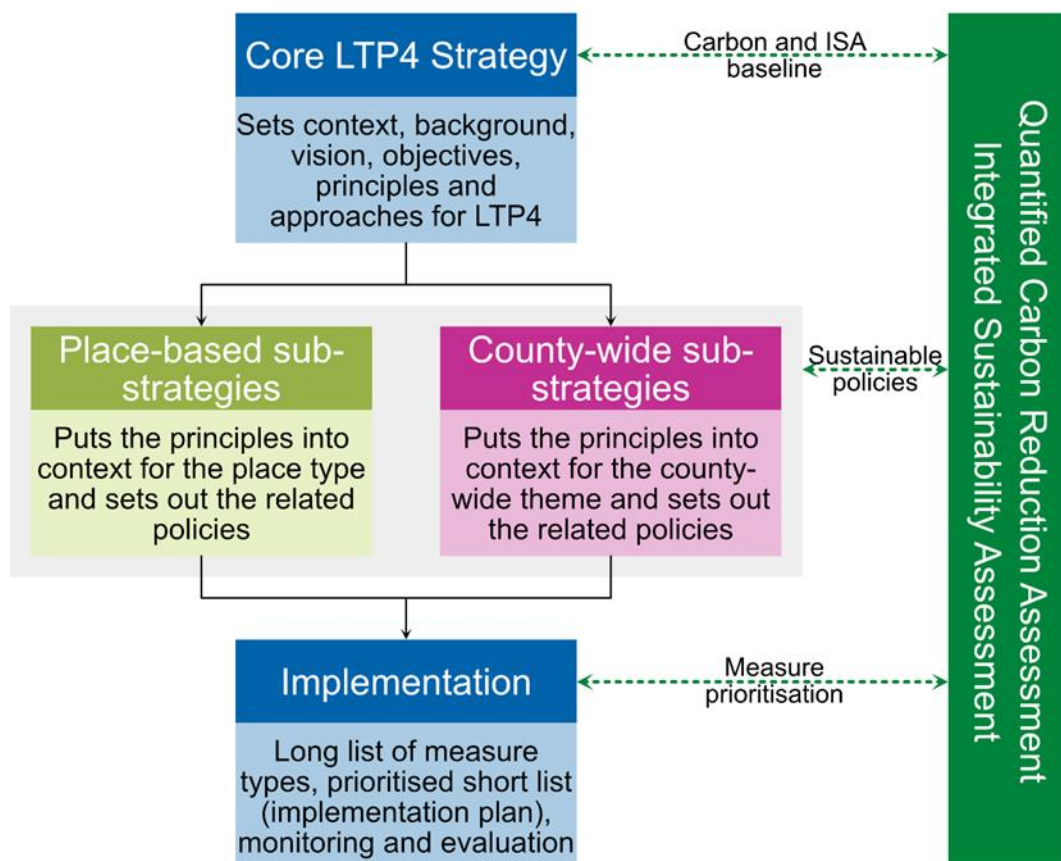 Core LTP4 Strategy
Sets context, background,
vision, objectives,
principles and
approaches for LTP4
Carbon and ISA
baseline
Place-based sub-
strategies
Puts the principles into
context for the place type
and sets out the related
policies
County-wide sub-
strategies
Puts the principles into
context for the county-
wide theme and sets out
the related policies
Sustainable
policies
Implementation
Long list of measure
types, prioritised short list
(implementation plan),
monitoring and evaluation
Measure
prioritisation
Quantified Carbon Reduction Assessment
Integrated Sustainability Assessment